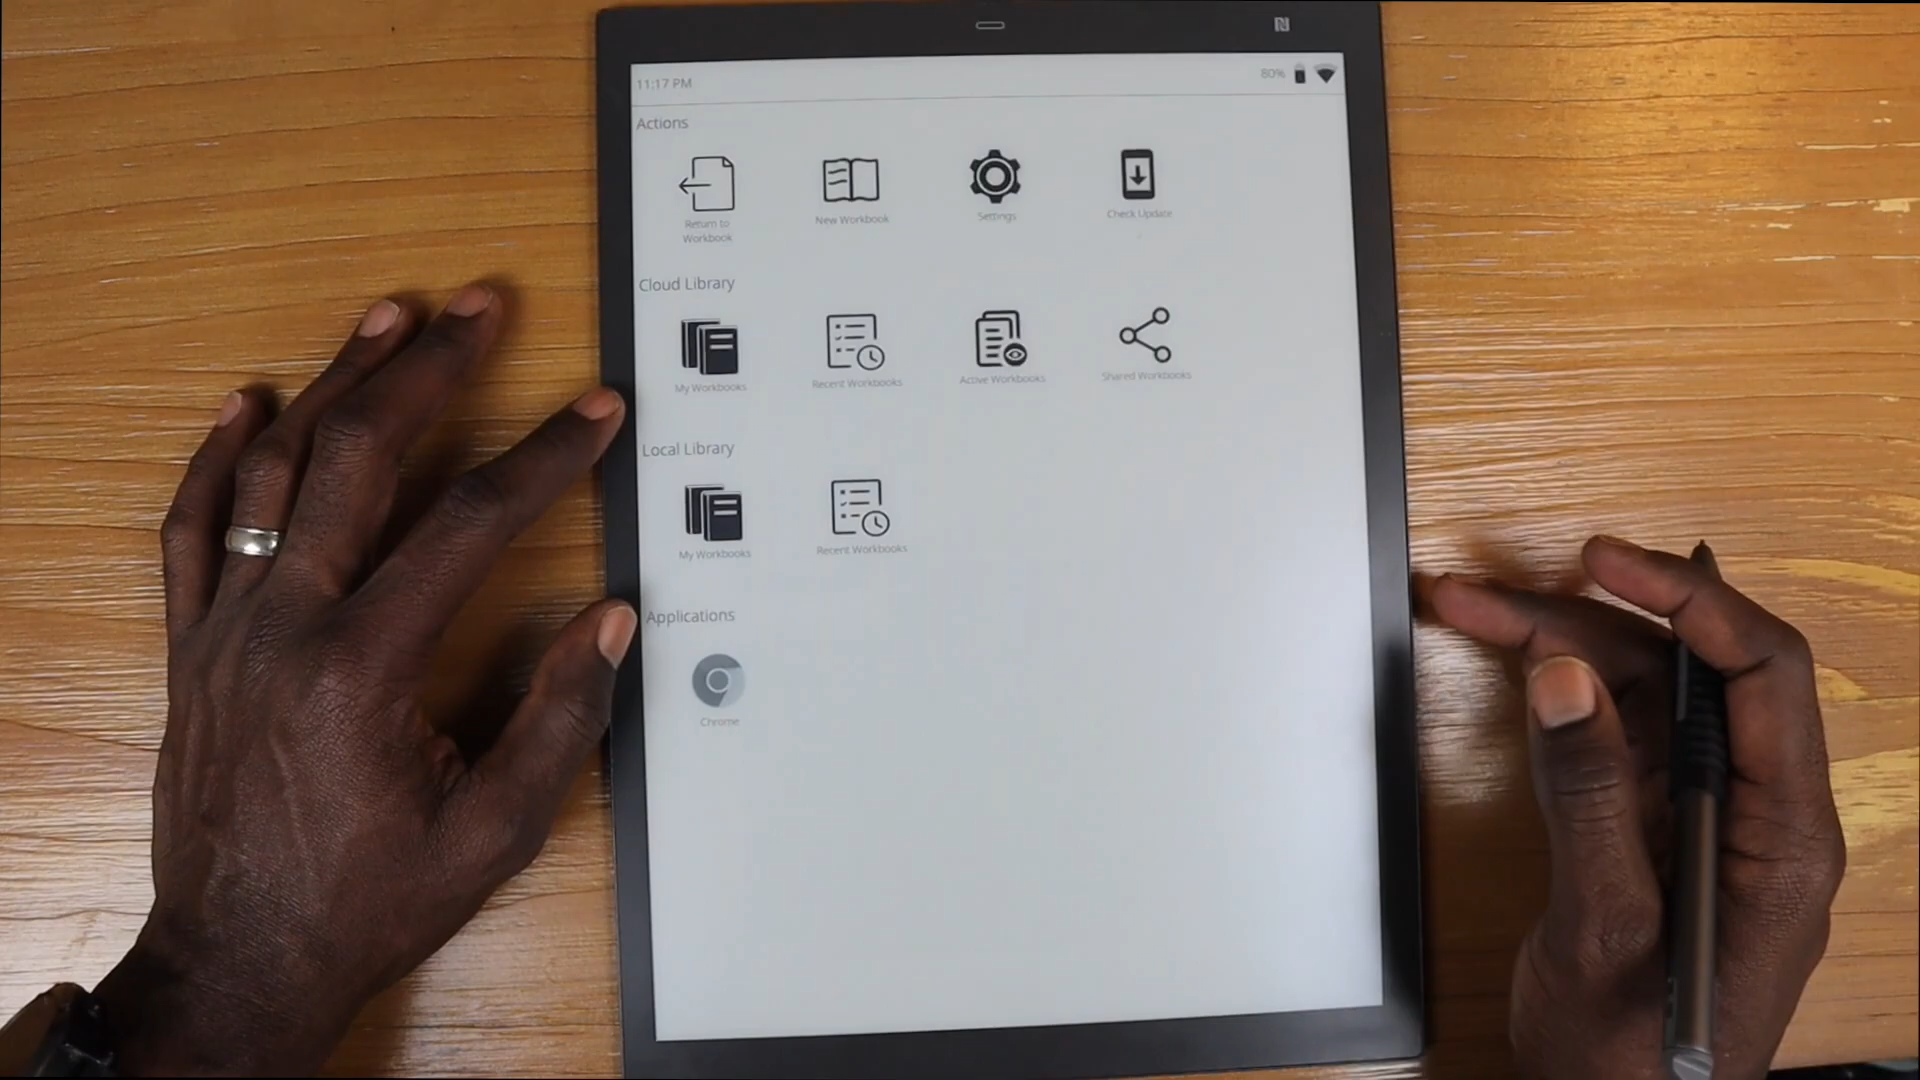 11:17 PM
80%
Actions
Return to
Workbook
New Workbook
Settings
Check Update
Cloud Library
My Workbooks
Recent Workbooks
Active Workbooks
Shared Workbooks
Local Library
My Workbooks
Recent Workbooks
Applications
Chrome